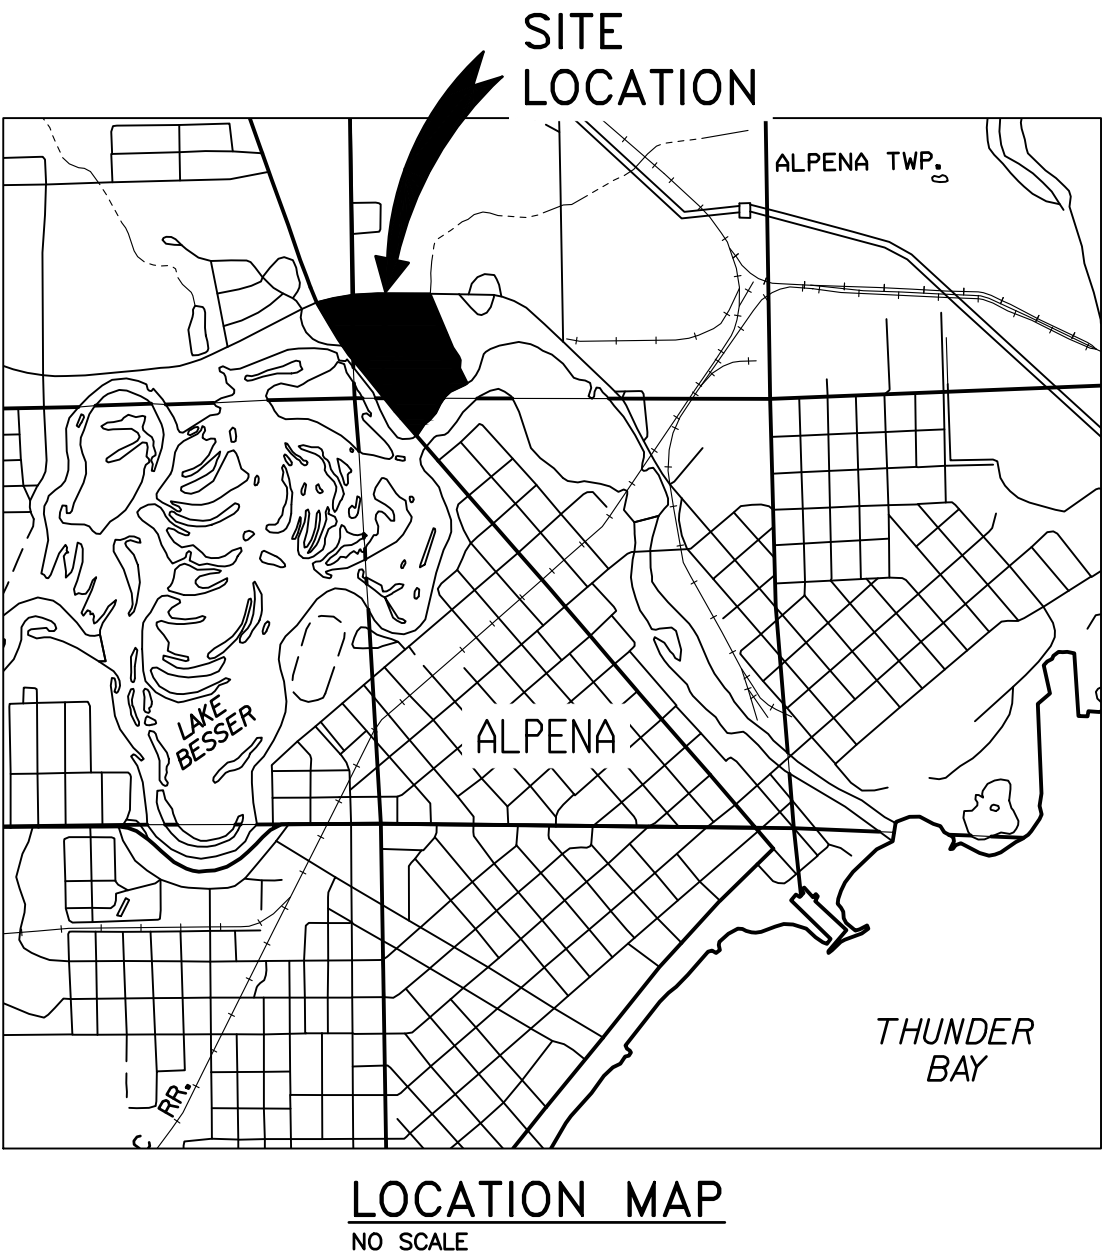 SITE
LOCATION
ALPENA TWP.
LAKE
BESSER
ALPENA
THUNDER
BAY
C RR.
LOCATION MAP
NO SCALE